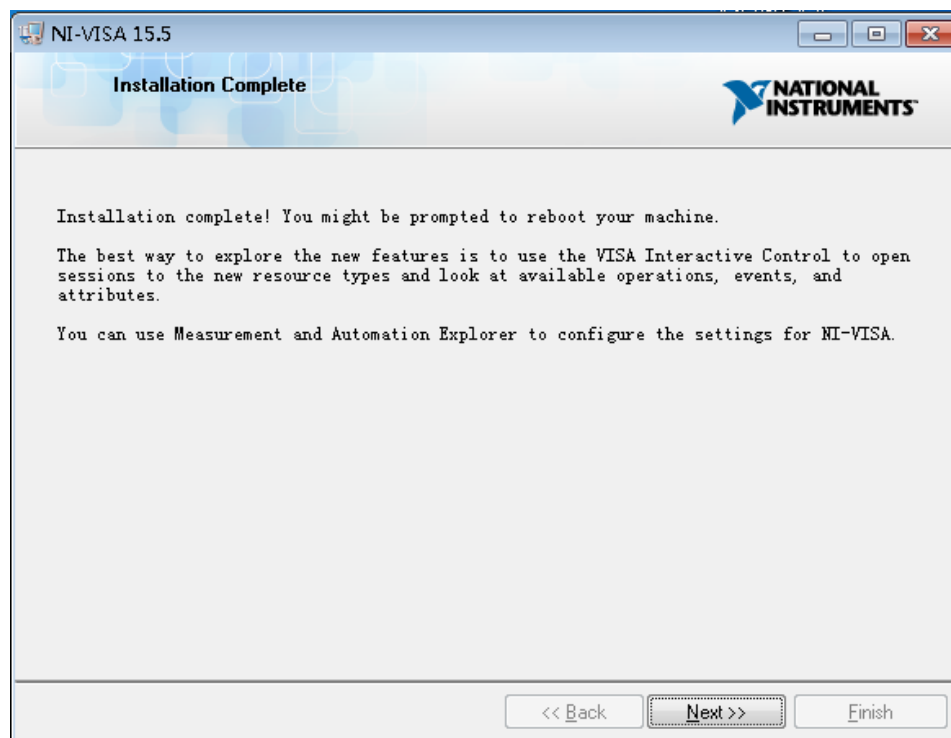 NI-VISA 15.5
Installation Complete
NATIONAL
INSTRUMENTS™
Installation complete! You might be prompted to reboot your machine.
The best way to explore the new features is to use the VISA Interactive Control to open
sessions to the new resource types and look at available operations, events, and
attributes.
You can use Measurement and Automation Explorer to configure the settings for NI-VISA.
<< Back
Next >>
Finish